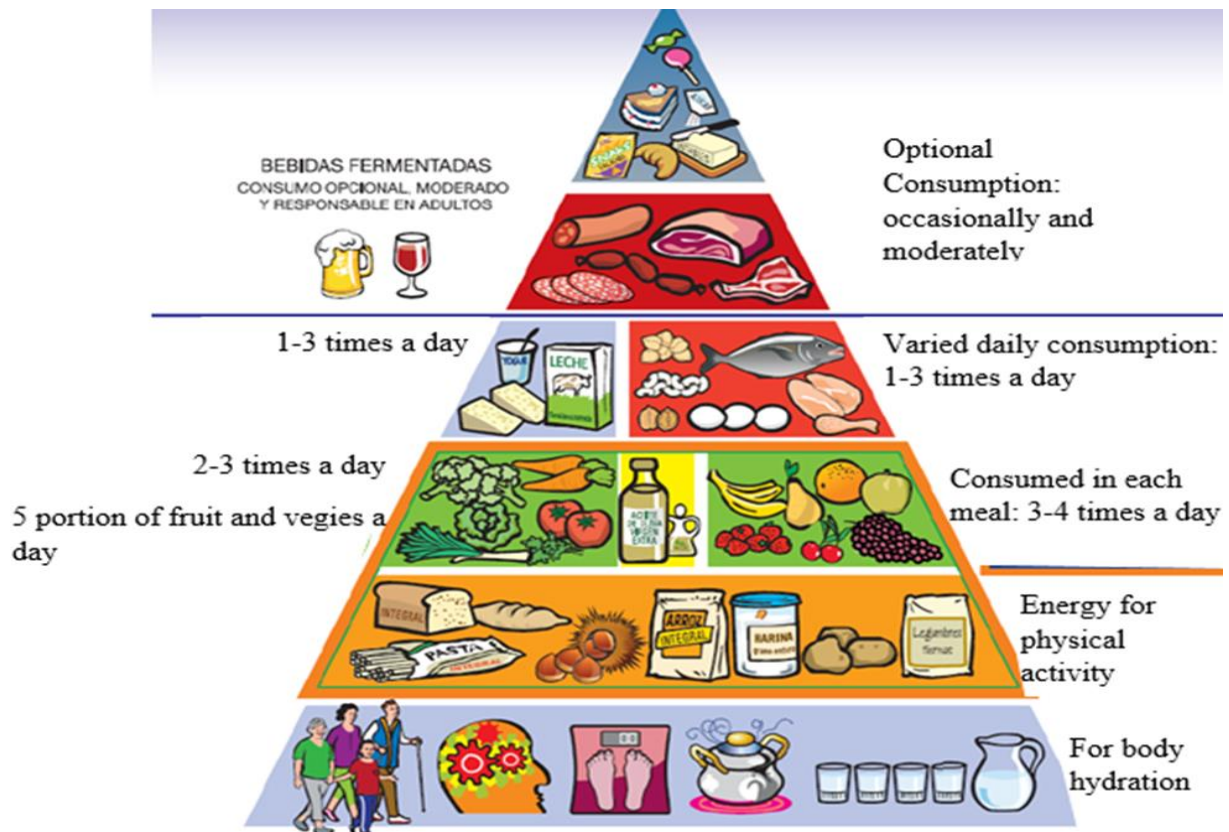 BEBIDAS FERMENTADAS
CONSUMO OPCIONAL, MODERADO
Y RESPONSABLE EN ADULTOS
Optional
Consumption:
occasionally and
moderately
1-3 times a day
YOGUR
LECHE
Varied daily consumption:
1-3 times a day
2-3 times a day
5 portion of fruit and vegies a
day
ACEITE
DE OLIVA
VIRGEN
EXTRA
Consumed in each
meal: 3-4 times a day
INTEGRAL
PASTA
INTEGRAL
ARROZ
INTEGRAL
HARINA
Legumbres
Energy for
physical
activity
For body
hydration